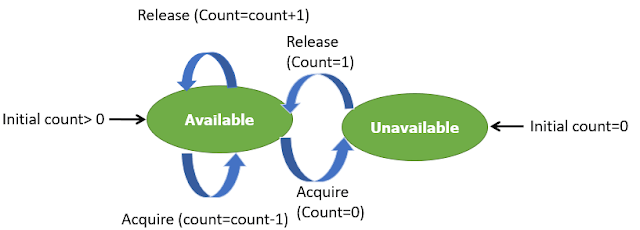 Release (Count=count+1)
Release
(Count=1)
Initial count> 0
Available
Unavailable
Initial count=0
Acquire (count=count-1)
Acquire
(Count=0)